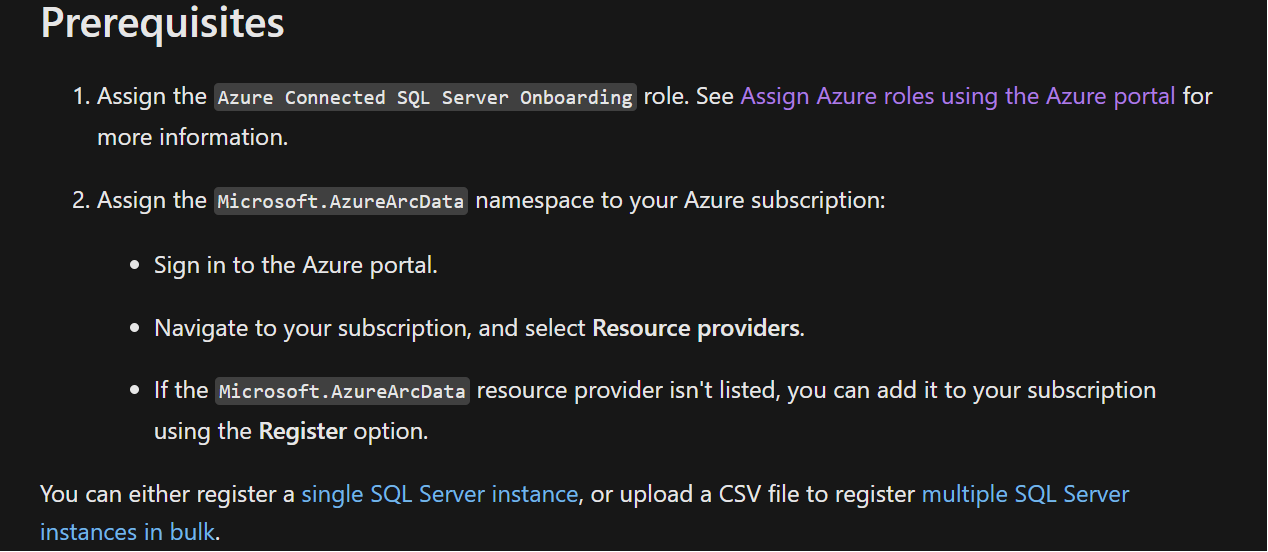 Prerequisites
1. Assign the Azure Connected SQL Server Onboarding role. See Assign Azure roles using the Azure portal for
more information.
2. Assign the Microsoft.AzureArcData namespace to your Azure subscription:
• Sign in to the Azure portal.
• Navigate to your subscription, and select Resource providers.
• If the Microsoft.AzureArcData resource provider isn't listed, you can add it to your subscription
using the Register option.
You can either register a single SQL Server instance, or upload a CSV file to register multiple SQL Server
instances in bulk.